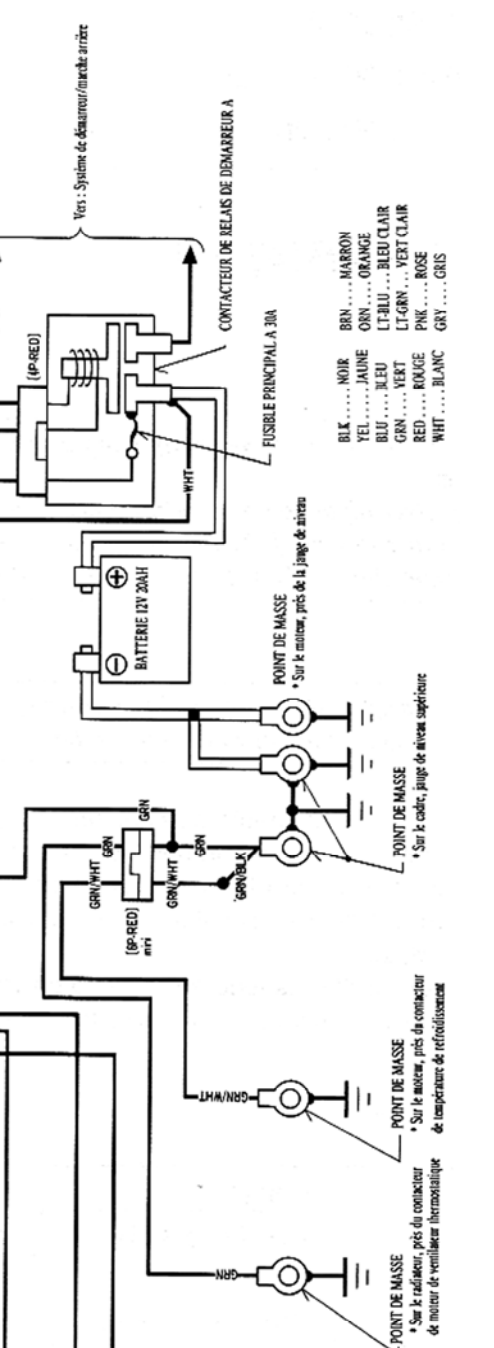 Vers : Système de démarreur/marche arrière
[4P-RED]
CONTACTEUR DE RELAIS DE DEMARREUR A
FUSIBLE PRINCIPAL A 30A
WHT
BATTERIE 12V 20AH
BLK ..... NOIR
YEL ..... JAUNE
BLU ..... BLEU
GRN .... VERT
RED ..... ROUGE
WHT .... BLANC
BRN .... MARRON
ORN .... ORANGE
LT-BLU ... BLEU CLAIR
LT-GRN ... VERT CLAIR
PNK .... ROSE
GRY .... GRIS
POINT DE MASSE
* Sur le moteur, près de la jauge de niveau
GRN
GRN
GRN/WHT
[6P-RED]
mini
GRN
GRN/WHT
GRN/BLK
POINT DE MASSE
* Sur le cadre, jauge de niveau supérieure
GRN/WHT
POINT DE MASSE
* Sur le moteur, près du contacteur
de température de refroidissement
GRN
POINT DE MASSE
* Sur le radiateur, près du contacteur
de moteur de ventilateur thermostatique